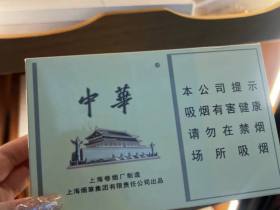 中華
®
上海卷烟厂制造
上海烟草集团有限责任公司出品
本公司提示
吸烟有害健康
请勿在禁烟
场所吸烟